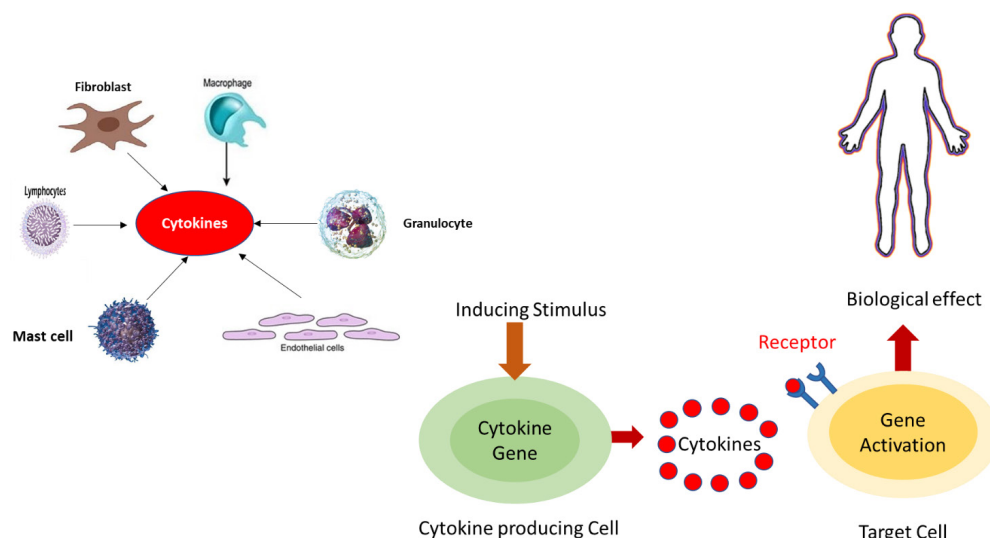 Fibroblast
Macrophage
Lymphocytes
Cytokines
Granulocyte
Mast cell
Endothelial cells
Inducing Stimulus
Biological effect
Receptor
Cytokine
Gene
Cytokines
Gene
Activation
Cytokine producing Cell
Target Cell